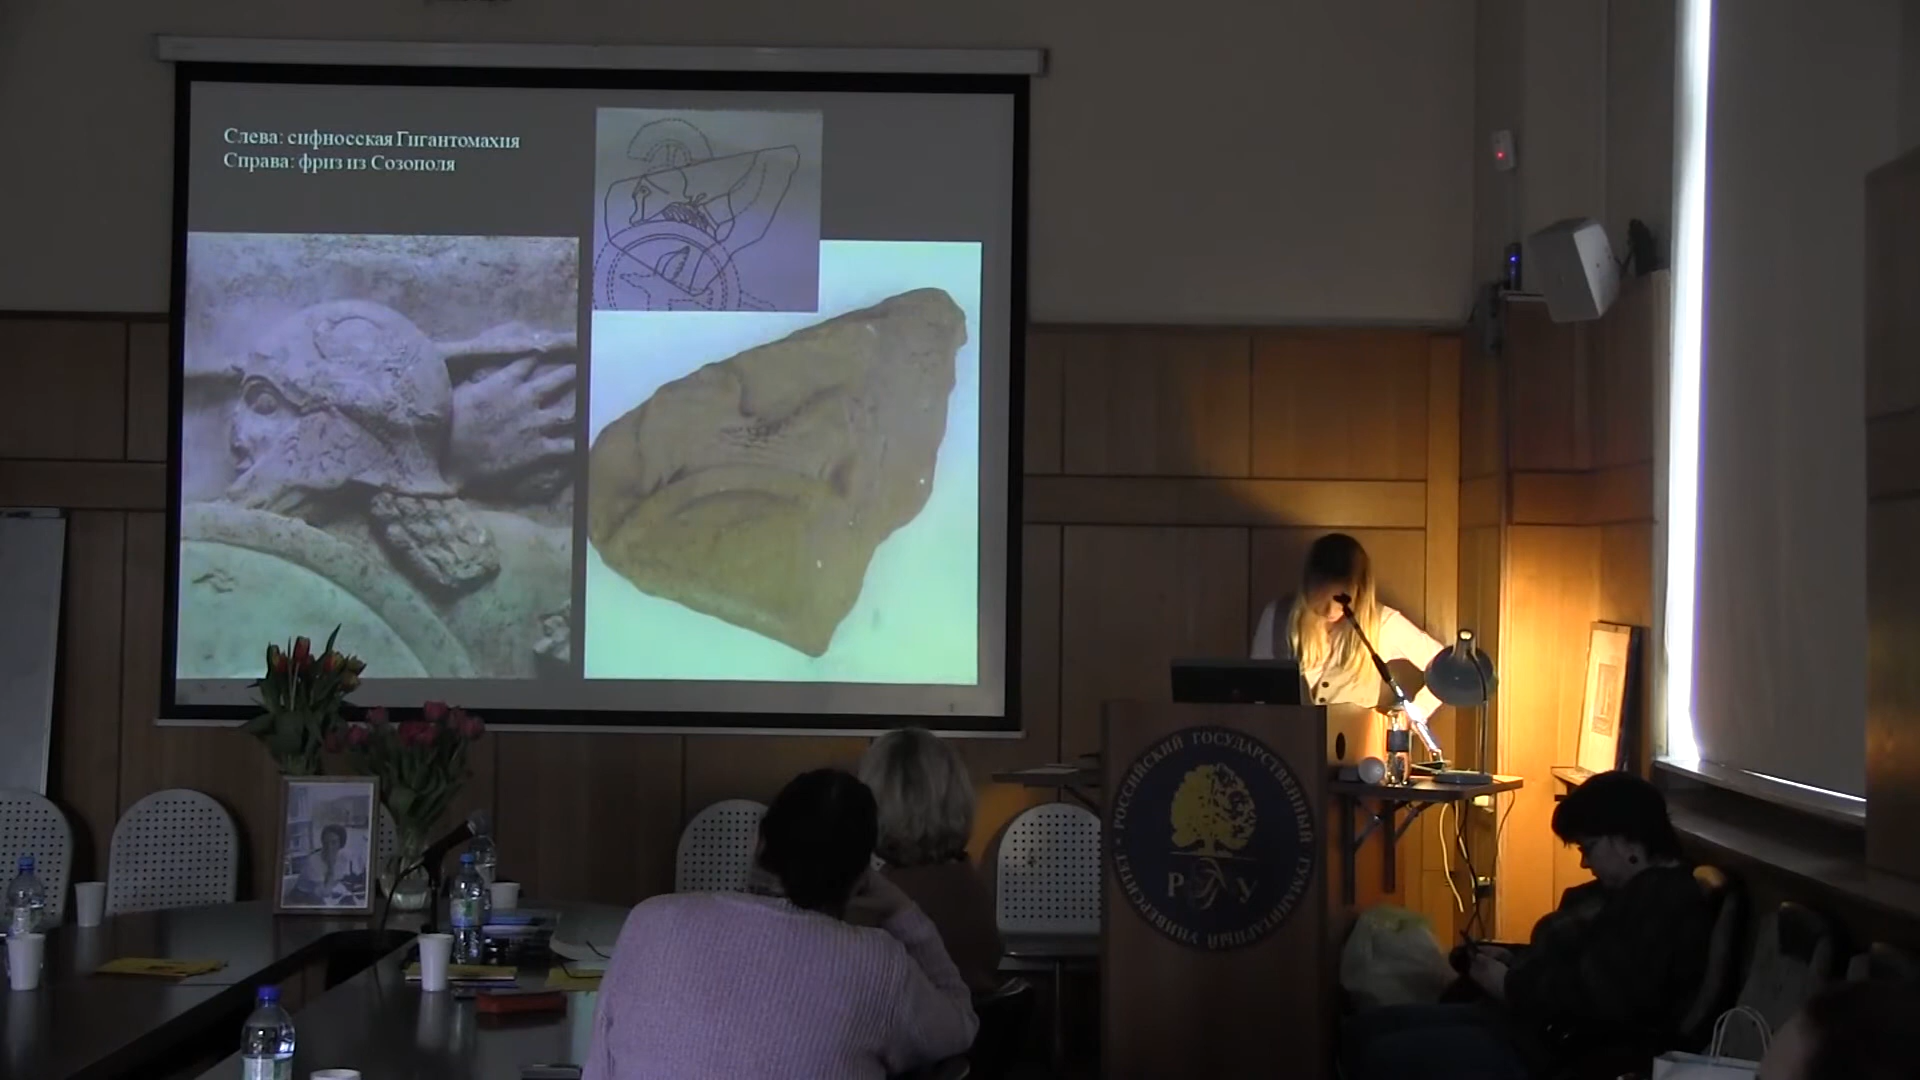 Слева: сифносская Гигантомахия
Справа: фриз из Созополя
РОССИЙСКИЙ ГОСУДАРСТВЕННЫЙ ГУМАНИТАРНЫЙ УНИВЕРСИТЕТ
РГГУ